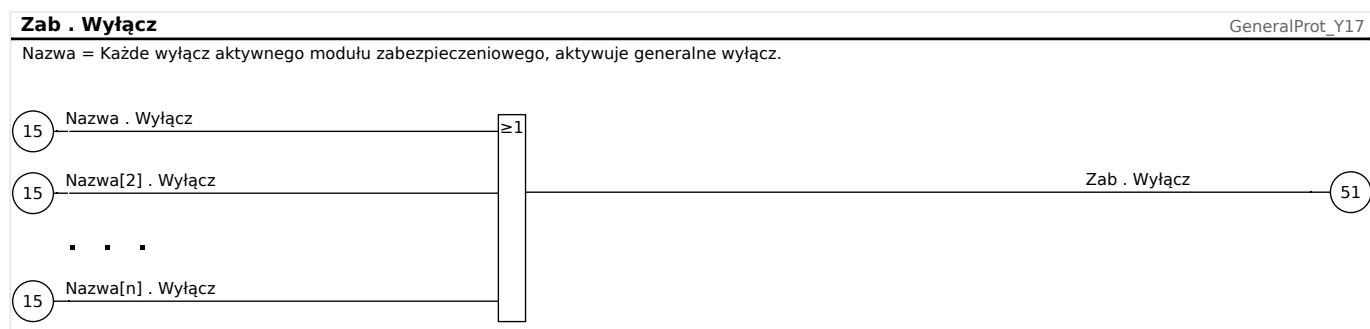 Zab . Wyłącz
GeneralProt_Y17
Nazwa = Każde wyłącz aktywnego modułu zabezpieczeniowego, aktywuje generalne wyłącz.
15
Nazwa . Wyłącz
≥1
15
Nazwa[2] . Wyłącz
Zab . Wyłącz
51
. . .
15
Nazwa[n] . Wyłącz